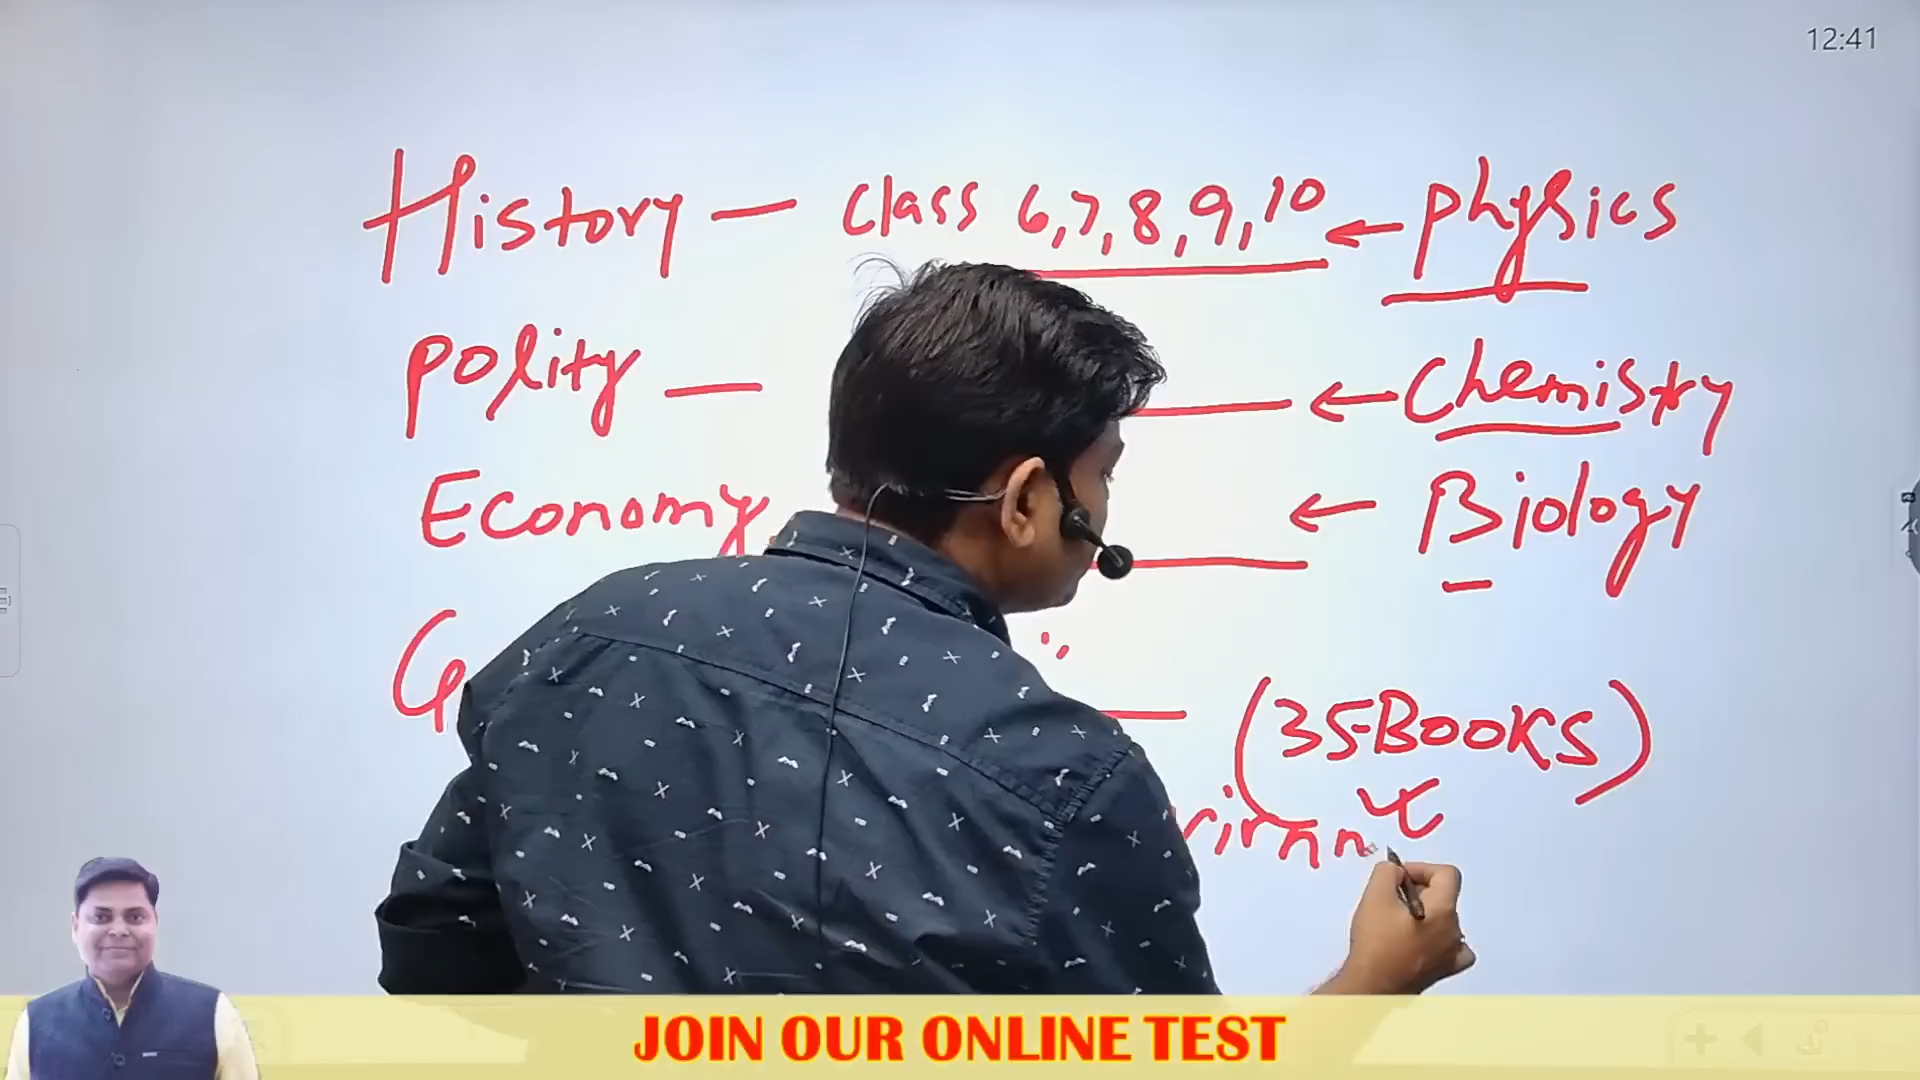 12:41
History — Class 6,7,8,9,10 ← Physics
Polity — ← Chemistry
Economy ← Biology
(35-BOOKS)
JOIN OUR ONLINE TEST